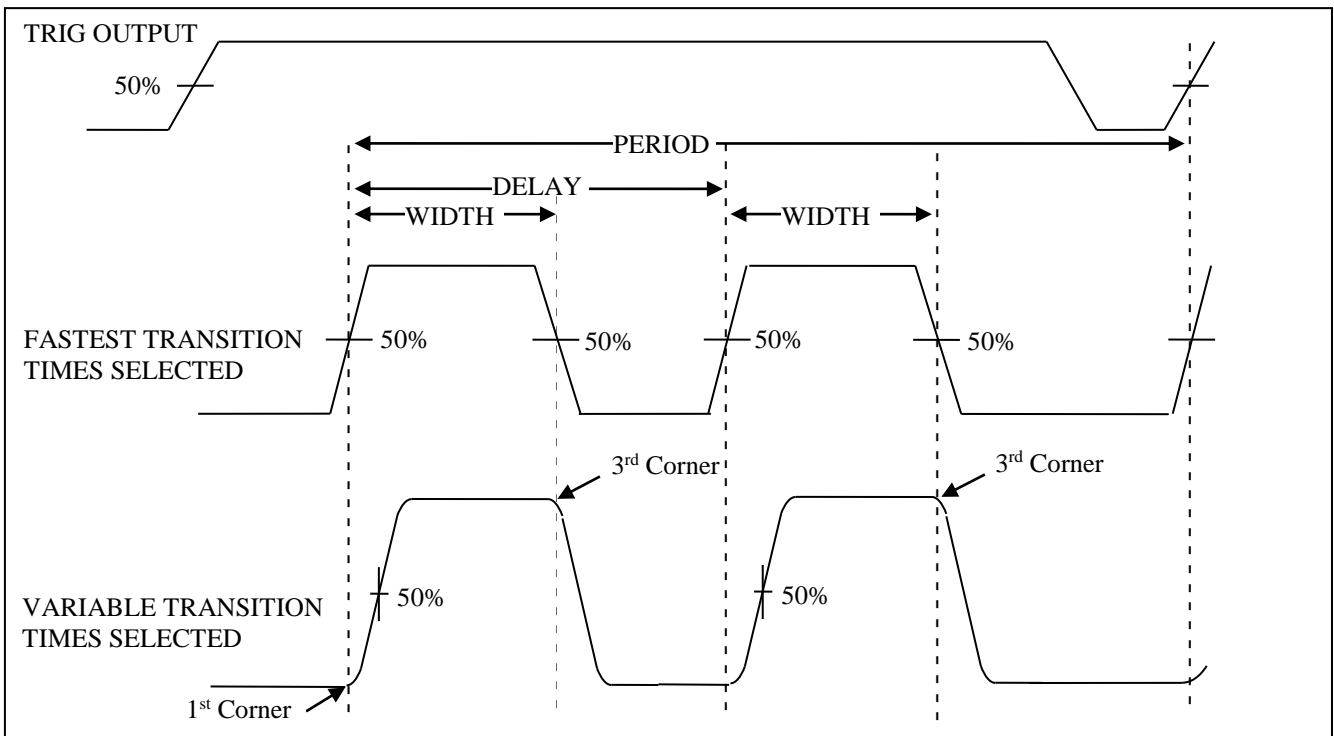 TRIG OUTPUT
50%
PERIOD
DELAY
WIDTH WIDTH
FASTEST TRANSITION
TIMES SELECTED
50% 50% 50% 50%
3rd Corner 3rd Corner
VARIABLE TRANSITION
TIMES SELECTED
50% 50%
1st Corner